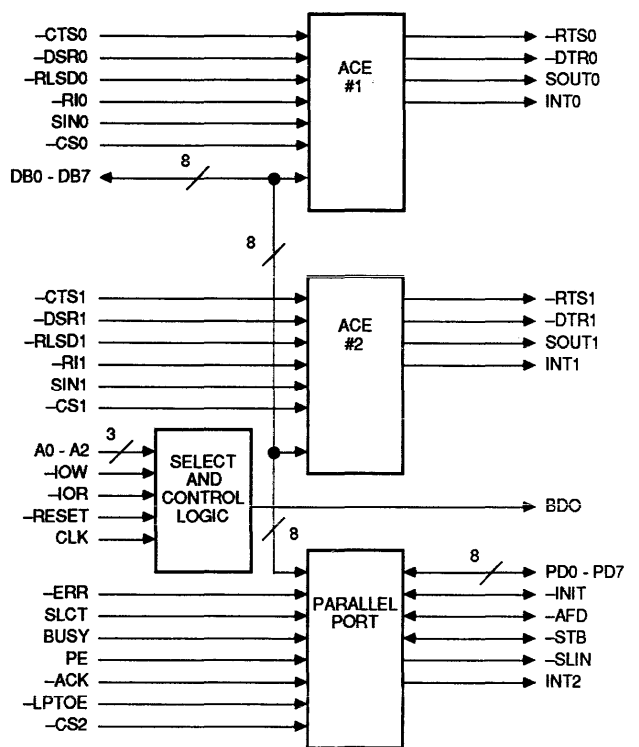 –CTS0
–DSR0
–RLSD0
–RI0
SIN0
–CS0
DB0 - DB7
8
ACE
#1
–RTS0
–DTR0
SOUT0
INT0
8
–CTS1
–DSR1
–RLSD1
–RI1
SIN1
–CS1
ACE
#2
–RTS1
–DTR1
SOUT1
INT1
A0 - A2
3
–IOW
–IOR
–RESET
CLK
SELECT
AND
CONTROL
LOGIC
BDO
8
–ERR
SLCT
BUSY
PE
–ACK
–LPTOE
–CS2
PARALLEL
PORT
8
PD0 - PD7
–INIT
–AFD
–STB
–SLIN
INT2